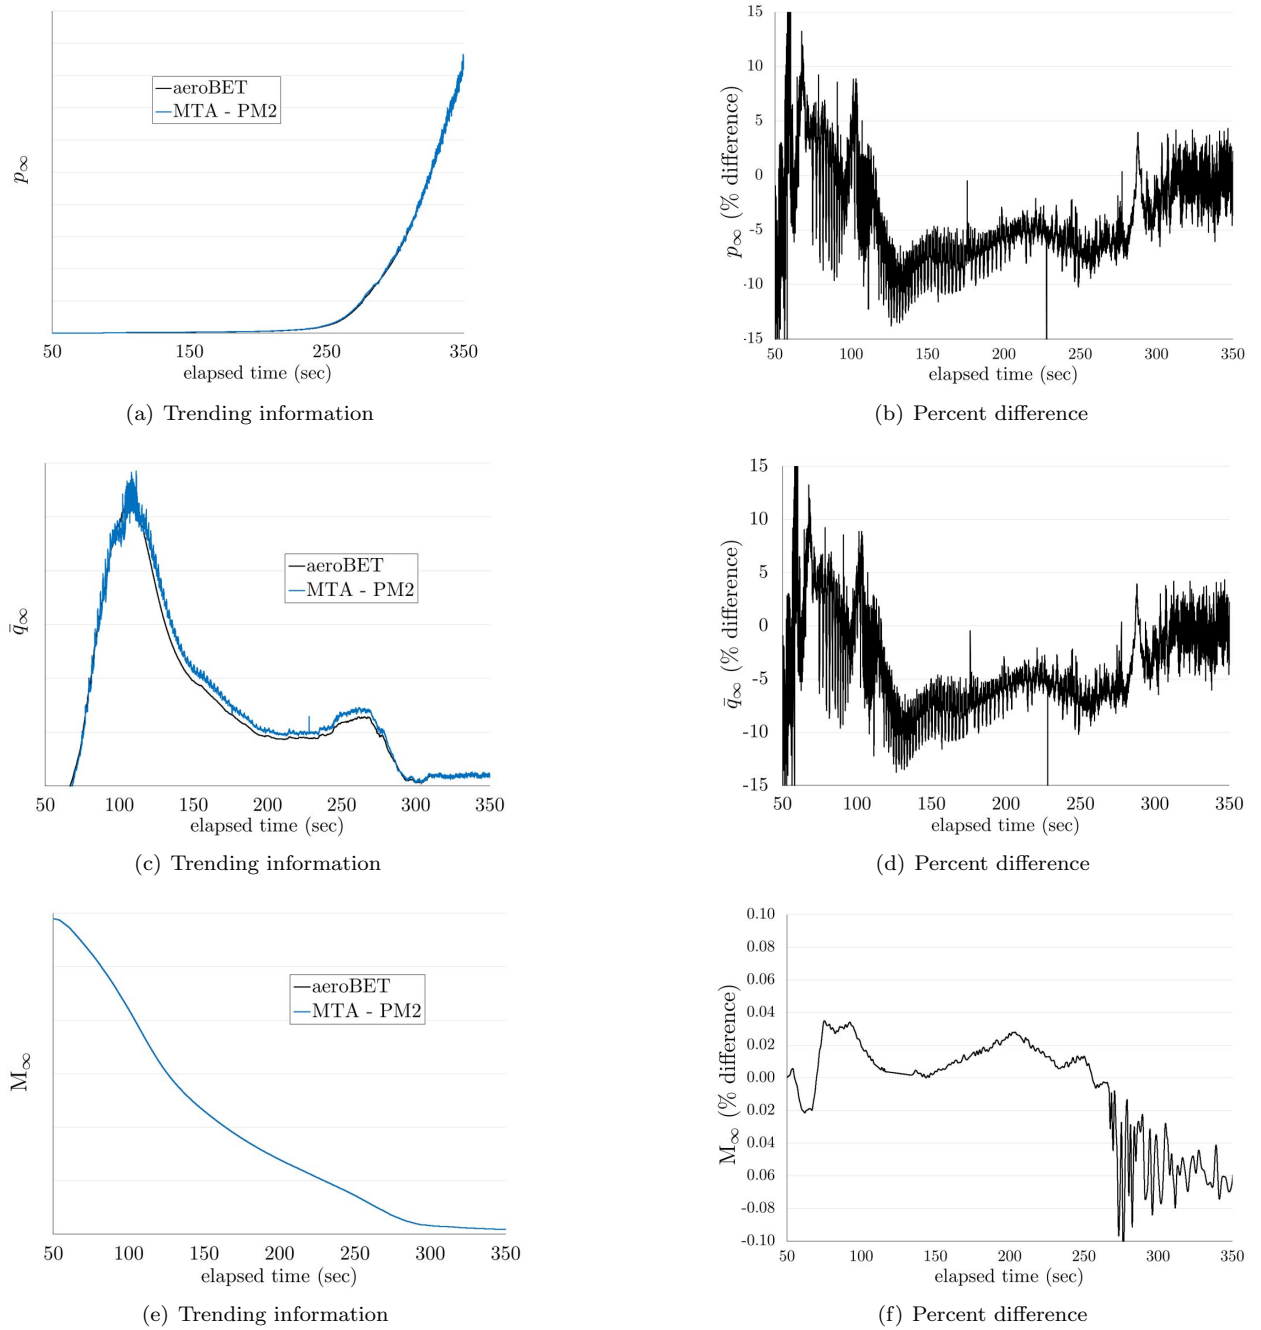 aeroBET
MTA - PM2
p∞
50 150 250 350
elapsed time (sec)
(a) Trending information
15
10
5
0
-5
-10
-15
p∞ (% difference)
50 100 150 200 250 300 350
elapsed time (sec)
(b) Percent difference
aeroBET
MTA - PM2
q̄∞
50 100 150 200 250 300 350
elapsed time (sec)
(c) Trending information
15
10
5
0
-5
-10
-15
q̄∞ (% difference)
50 100 150 200 250 300 350
elapsed time (sec)
(d) Percent difference
aeroBET
MTA - PM2
M∞
50 100 150 200 250 300 350
elapsed time (sec)
(e) Trending information
0.10
0.08
0.06
0.04
0.02
0.00
0.02
0.04
0.06
-0.08
-0.10
M∞ (% difference)
50 100 150 200 250 300 350
elapsed time (sec)
(f) Percent difference